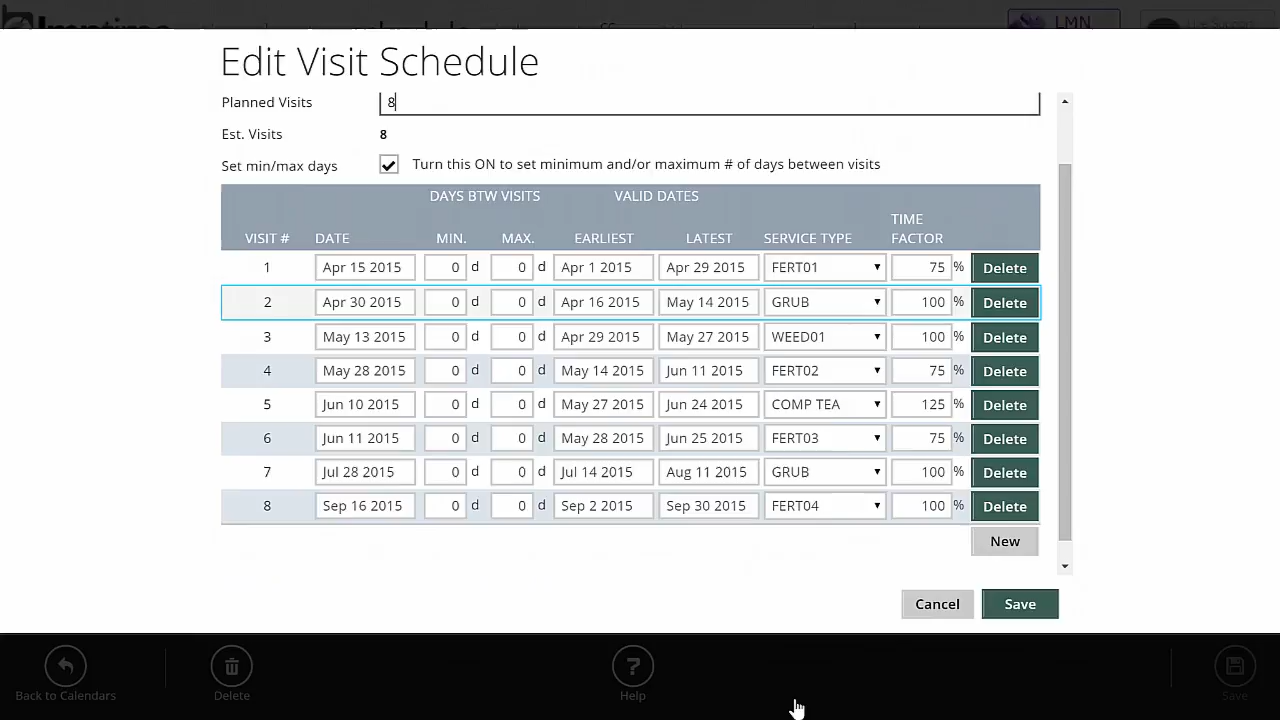 LMN
Edit Visit Schedule
Planned Visits 8
Est. Visits 8
Set min/max days Turn this ON to set minimum and/or maximum # of days between visits
DAYS BTW VISITS VALID DATES
VISIT # DATE MIN. MAX. EARLIEST LATEST SERVICE TYPE TIME FACTOR
1 Apr 15 2015 0 d 0 d Apr 1 2015 Apr 29 2015 FERT01 75 % Delete
2 Apr 30 2015 0 d 0 d Apr 16 2015 May 14 2015 GRUB 100 % Delete
3 May 13 2015 0 d 0 d Apr 29 2015 May 27 2015 WEED01 100 % Delete
4 May 28 2015 0 d 0 d May 14 2015 Jun 11 2015 FERT02 75 % Delete
5 Jun 10 2015 0 d 0 d May 27 2015 Jun 24 2015 COMP TEA 125 % Delete
6 Jun 11 2015 0 d 0 d May 28 2015 Jun 25 2015 FERT03 75 % Delete
7 Jul 28 2015 0 d 0 d Jul 14 2015 Aug 11 2015 GRUB 100 % Delete
8 Sep 16 2015 0 d 0 d Sep 2 2015 Sep 30 2015 FERT04 100 % Delete
New
Cancel Save
Back to Calendars Delete Help Save